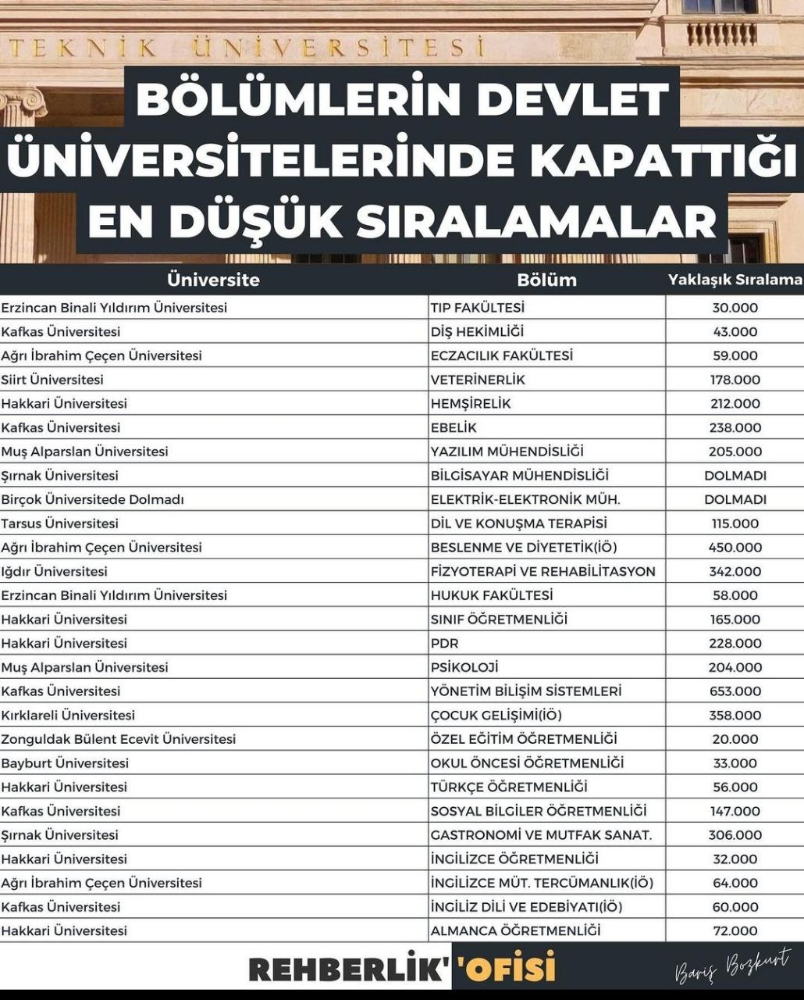 TEKNİK ÜNİVERSİTESİ
BÖLÜMLERİN DEVLET
ÜNİVERSİTELERİNDE KAPATTIĞI
EN DÜŞÜK SIRALAMALAR
Üniversite Bölüm Yaklaşık Sıralama
Erzincan Binali Yıldırım Üniversitesi TIP FAKÜLTESİ 30.000
Kafkas Üniversitesi DİŞ HEKİMLİĞİ 43.000
Ağrı İbrahim Çeçen Üniversitesi ECZACILIK FAKÜLTESİ 59.000
Siirt Üniversitesi VETERİNERLİK 178.000
Hakkari Üniversitesi HEMŞİRELİK 212.000
Kafkas Üniversitesi EBELİK 238.000
Muş Alparslan Üniversitesi YAZILIM MÜHENDİSLİĞİ 205.000
Şırnak Üniversitesi BİLGİSAYAR MÜHENDİSLİĞİ DOLMADI
Birçok Üniversitede Dolmadı ELEKTRİK-ELEKTRONİK MÜH. DOLMADI
Tarsus Üniversitesi DİL VE KONUŞMA TERAPİSİ 115.000
Ağrı İbrahim Çeçen Üniversitesi BESLENME VE DİYETETİK(İÖ) 450.000
Iğdır Üniversitesi FİZYOTERAPİ VE REHABİLİTASYON 342.000
Erzincan Binali Yıldırım Üniversitesi HUKUK FAKÜLTESİ 58.000
Hakkari Üniversitesi SINIF ÖĞRETMENLİĞİ 165.000
Hakkari Üniversitesi PDR 228.000
Muş Alparslan Üniversitesi PSİKOLOJİ 204.000
Kafkas Üniversitesi YÖNETİM BİLİŞİM SİSTEMLERİ 653.000
Kırklareli Üniversitesi ÇOCUK GELİŞİMİ(İÖ) 358.000
Zonguldak Bülent Ecevit Üniversitesi ÖZEL EĞİTİM ÖĞRETMENLİĞİ 20.000
Bayburt Üniversitesi OKUL ÖNCESİ ÖĞRETMENLİĞİ 33.000
Hakkari Üniversitesi TÜRKÇE ÖĞRETMENLİĞİ 56.000
Kafkas Üniversitesi SOSYAL BİLGİLER ÖĞRETMENLİĞİ 147.000
Şırnak Üniversitesi GASTRONOMİ VE MUTFAK SANAT. 306.000
Hakkari Üniversitesi İNGİLİZCE ÖĞRETMENLİĞİ 32.000
Ağrı İbrahim Çeçen Üniversitesi İNGİLİZCE MÜT. TERCÜMANLIK(İÖ) 64.000
Kafkas Üniversitesi İNGİLİZ DİLİ VE EDEBİYATI(İÖ) 60.000
Hakkari Üniversitesi ALMANCA ÖĞRETMENLİĞİ 72.000
REHBERLİK' 'OFİSİ
Barış Bozkurt